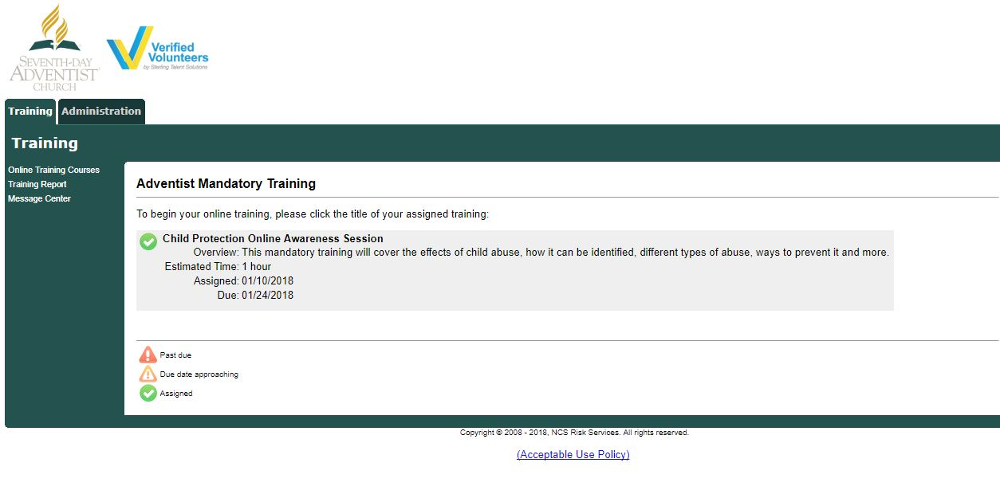 SEVENTH-DAY
ADVENTIST
CHURCH
Verified
Volunteers
by Sterling Talent Solutions
Training
Administration
Training
Online Training Courses
Training Report
Message Center
Adventist Mandatory Training
To begin your online training, please click the title of your assigned training:
Child Protection Online Awareness Session
Overview: This mandatory training will cover the effects of child abuse, how it can be identified, different types of abuse, ways to prevent it and more.
Estimated Time: 1 hour
Assigned: 01/10/2018
Due: 01/24/2018
Past due
Due date approaching
Assigned
Copyright © 2008 - 2018, NCS Risk Services. All rights reserved.
(Acceptable Use Policy)